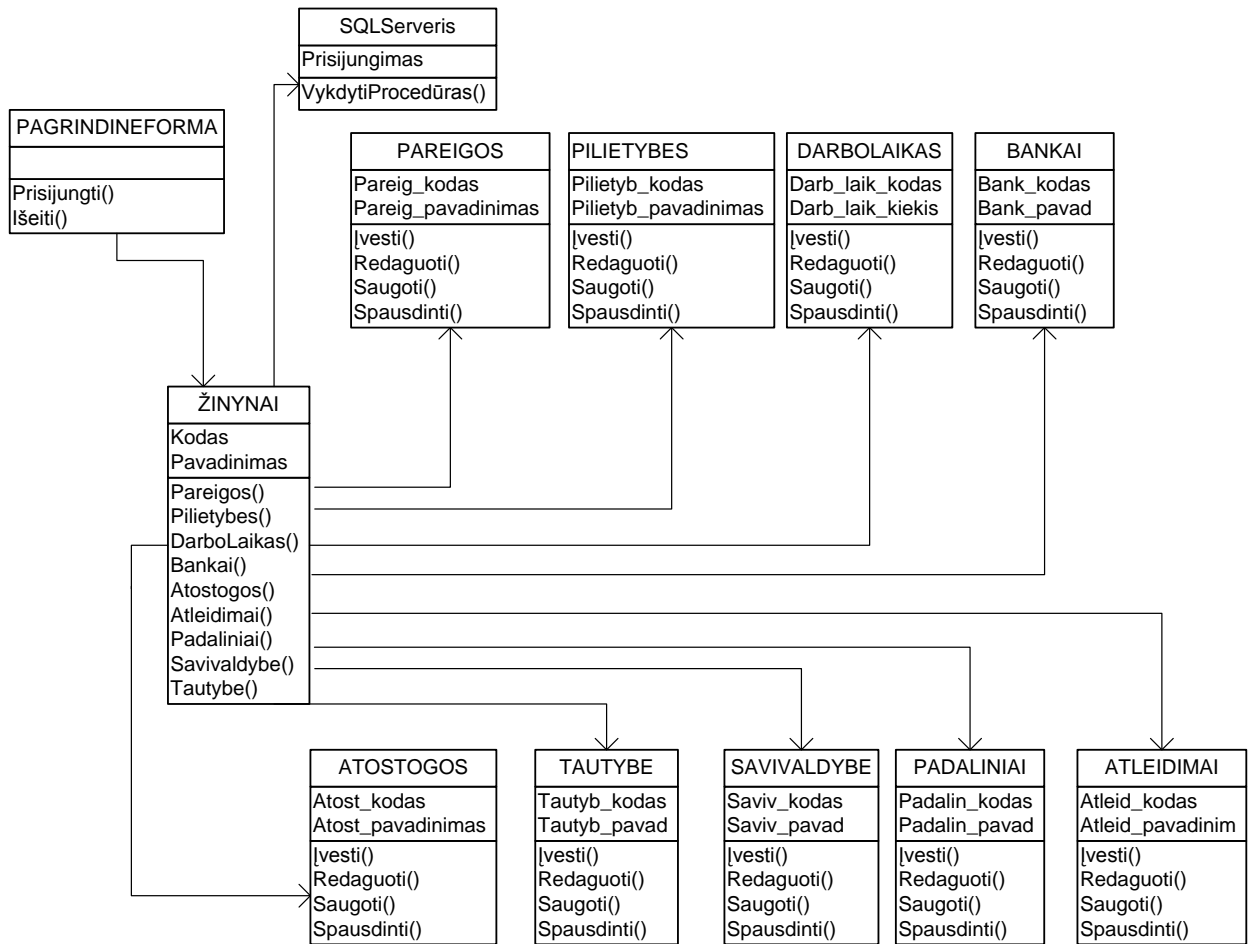 SQLServeris
Prisijungimas
VykdytiProcedūras()
PAGRINDINEFORMA
Prisijungti()
Išeiti()
PAREIGOS
Pareig_kodas
Pareig_pavadinimas
Įvesti()
Redaguoti()
Saugoti()
Spausdinti()
PILIETYBES
Pilietyb_kodas
Pilietyb_pavadinimas
Įvesti()
Redaguoti()
Saugoti()
Spausdinti()
DARBOLAIKAS
Darb_laik_kodas
Darb_laik_kiekis
Įvesti()
Redaguoti()
Saugoti()
Spausdinti()
BANKAI
Bank_kodas
Bank_pavad
Įvesti()
Redaguoti()
Saugoti()
Spausdinti()
ŽINYNAI
Kodas
Pavadinimas
Pareigos()
Pilietybes()
DarboLaikas()
Bankai()
Atostogos()
Atleidimai()
Padaliniai()
Savivaldybe()
Tautybe()
ATOSTOGOS
Atost_kodas
Atost_pavadinimas
Įvesti()
Redaguoti()
Saugoti()
Spausdinti()
TAUTYBE
Tautyb_kodas
Tautyb_pavad
Įvesti()
Redaguoti()
Saugoti()
Spausdinti()
SAVIVALDYBE
Saviv_kodas
Saviv_pavad
Įvesti()
Redaguoti()
Saugoti()
Spausdinti()
PADALINIAI
Padalin_kodas
Padalin_pavad
Įvesti()
Redaguoti()
Saugoti()
Spausdinti()
ATLEIDIMAI
Atleid_kodas
Atleid_pavadinim
Įvesti()
Redaguoti()
Saugoti()
Spausdinti()